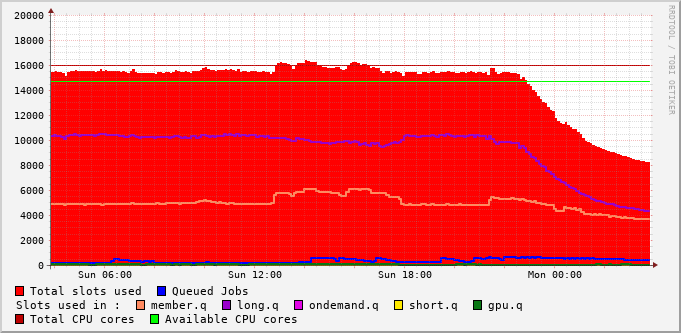 20000
18000
16000
14000
12000
10000
8000
6000
4000
2000
0
Sun 06:00 Sun 12:00 Sun 18:00 Mon 00:00
RRDTOOL / TOBI OETIKER
Total slots used Queued Jobs
Slots used in : member.q long.q ondemand.q short.q gpu.q
Total CPU cores Available CPU cores